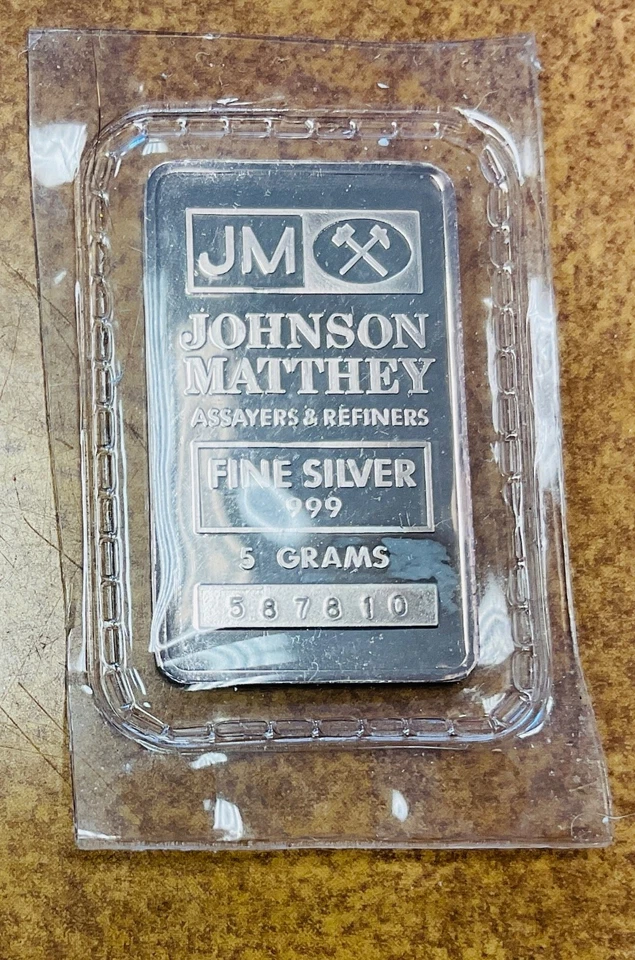 JM
JOHNSON
MATTHEY
ASSAYERS & REFINERS
FINE SILVER
999
5 GRAMS
587810